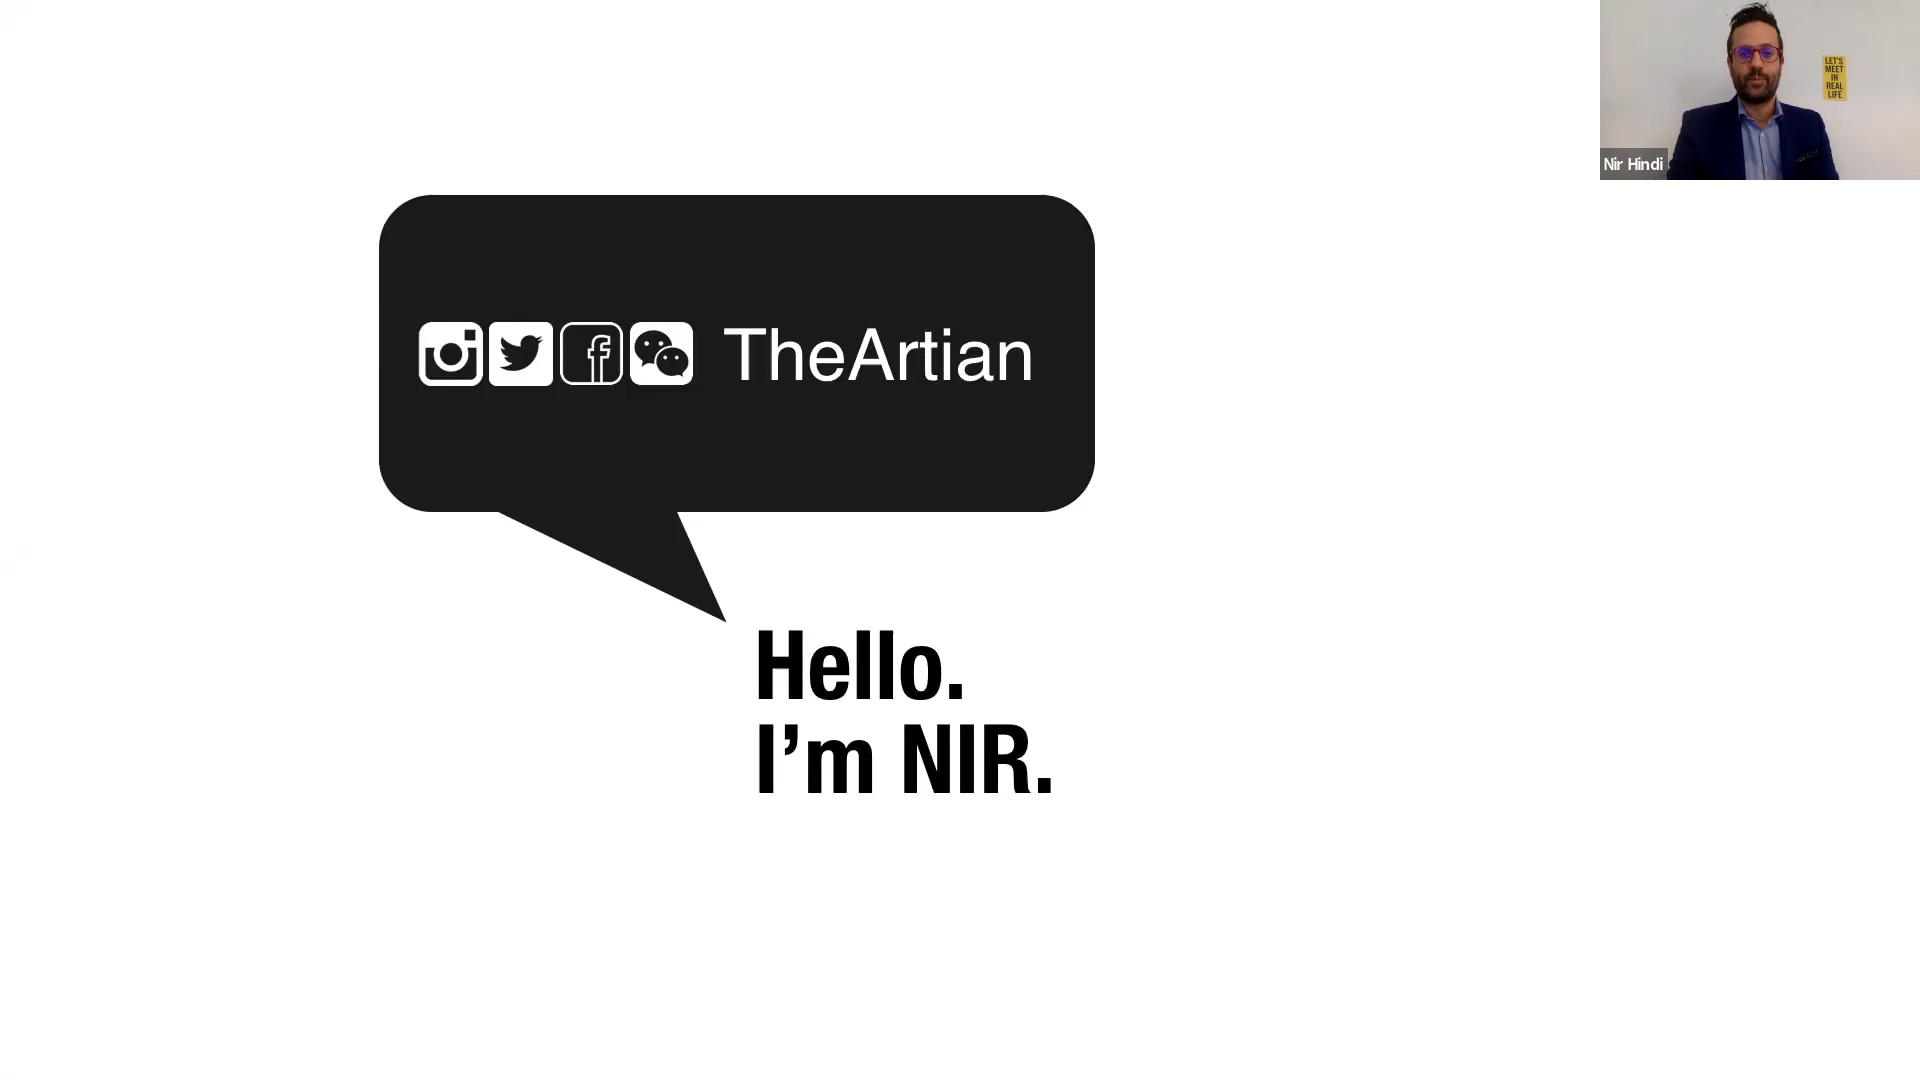 TheArtian
Hello.
I’m NIR.
LET'S
MEET
IN
REAL
LIFE
Nir Hindi